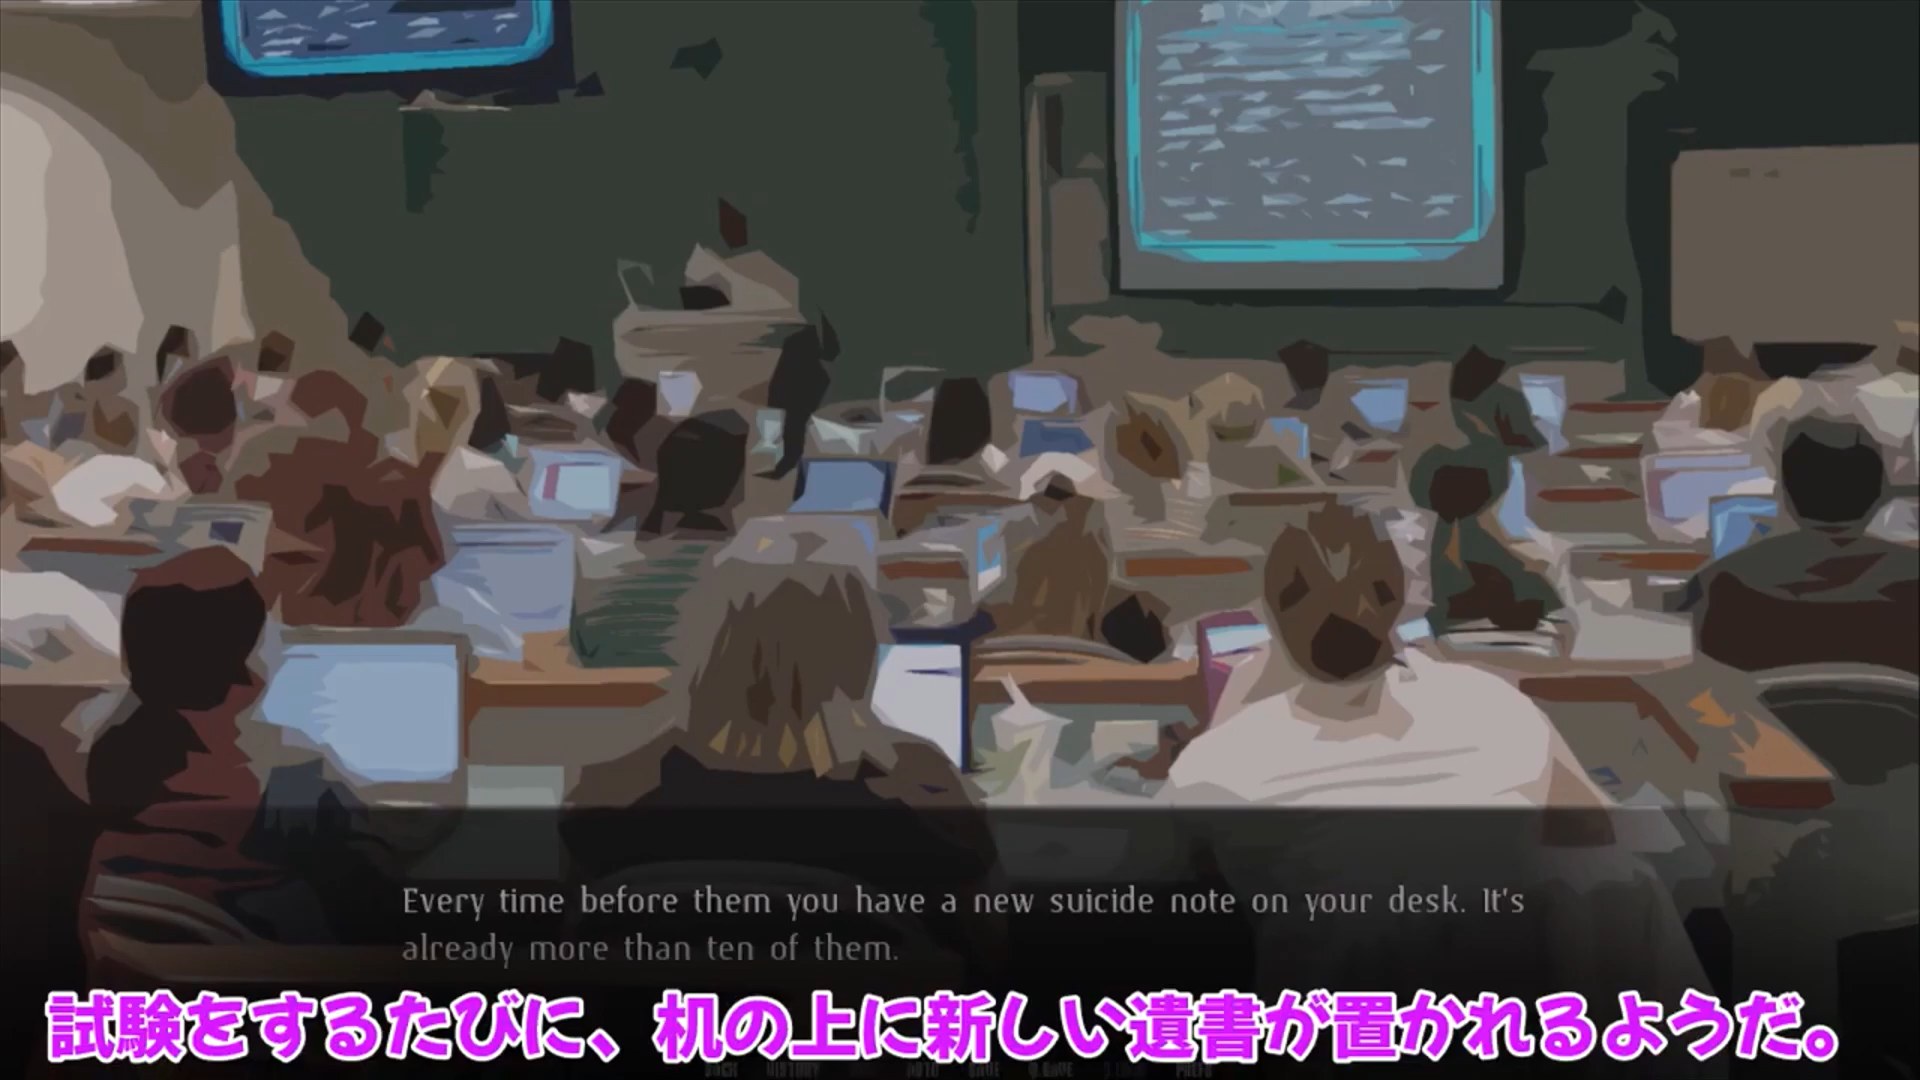 Every time before them you have a new suicide note on your desk. It's
already more than ten of them.
試験をするたびに、机の上に新しい遺書が置かれるようだ。